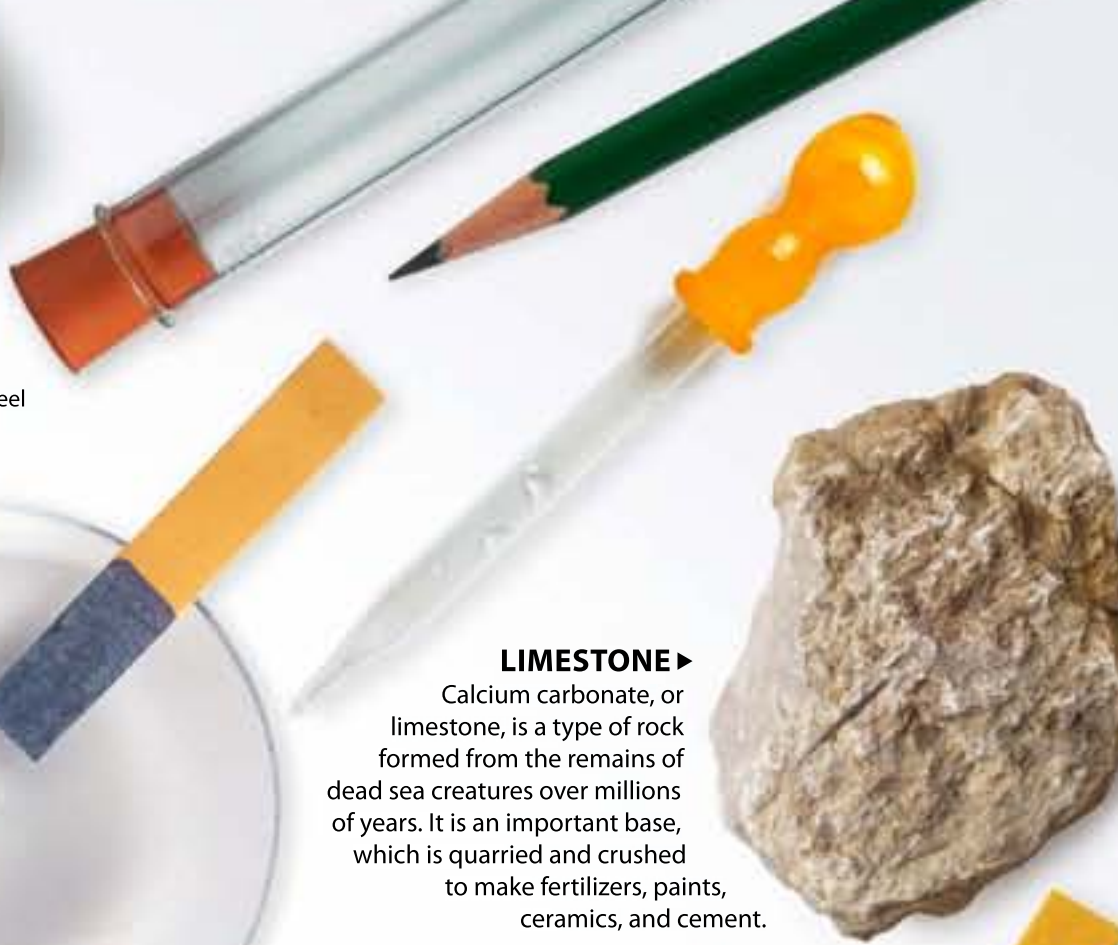 eel
LIMESTONE ▶
Calcium carbonate, or
limestone, is a type of rock
formed from the remains of
dead sea creatures over millions
of years. It is an important base,
which is quarried and crushed
to make fertilizers, paints,
ceramics, and cement.